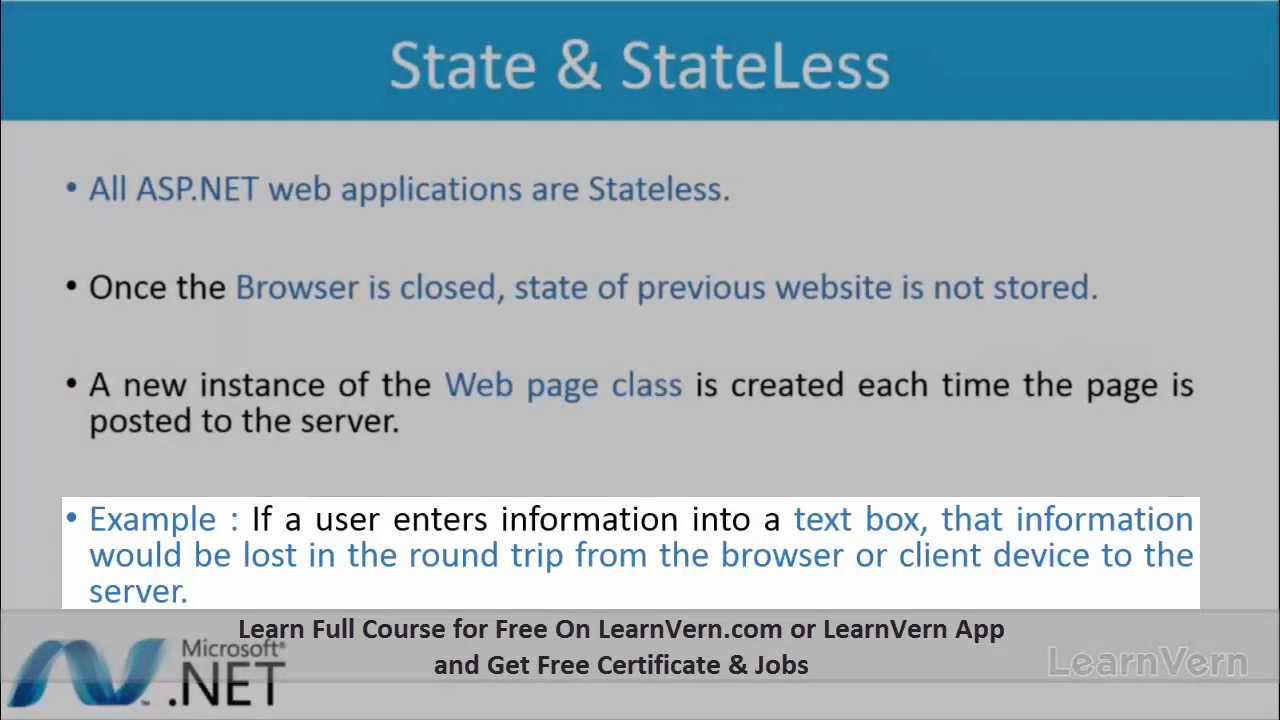 State & StateLess
• All ASP.NET web applications are Stateless.
• Once the Browser is closed, state of previous website is not stored.
• A new instance of the Web page class is created each time the page is
posted to the server.
• Example : If a user enters information into a text box, that information
would be lost in the round trip from the browser or client device to the
server.
Learn Full Course for Free On LearnVern.com or LearnVern App
and Get Free Certificate & Jobs
Microsoft®
.NET
LearnVern